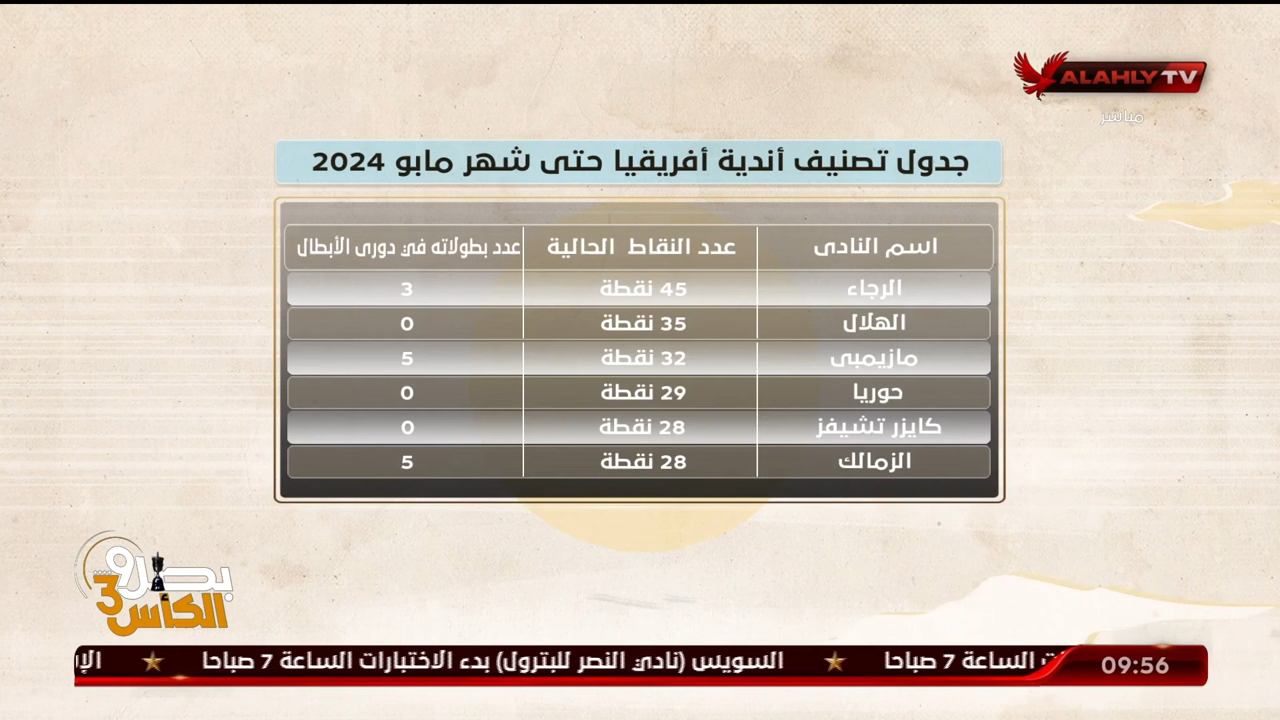 ALAHLY TV
مباشر
جدول تصنيف أندية أفريقيا حتى شهر مابو 2024
اسم النادى عدد النقاط الحالية عدد بطولاته في دورى الأبطال
الرجاء 45 نقطة 3
الهلال 35 نقطة 0
مازيمبى 32 نقطة 5
حوريا 29 نقطة 0
كايزر تشيفز 28 نقطة 0
الزمالك 28 نقطة 5
الكأس 3
09:56 الساعة 7 صباحا السويس (نادي النصر للبترول) بدء الاختبارات الساعة 7 صباحا